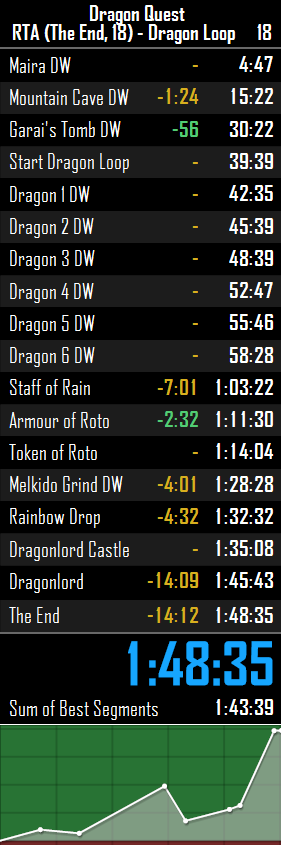 Dragon Quest
RTA (The End, 18) - Dragon Loop 18
Maira DW - 4:47
Mountain Cave DW -1:24 15:22
Garai's Tomb DW -56 30:22
Start Dragon Loop - 39:39
Dragon 1 DW - 42:35
Dragon 2 DW - 45:39
Dragon 3 DW - 48:39
Dragon 4 DW - 52:47
Dragon 5 DW - 55:46
Dragon 6 DW - 58:28
Staff of Rain -7:01 1:03:22
Armour of Roto -2:32 1:11:30
Token of Roto - 1:14:04
Melkido Grind DW -4:01 1:28:28
Rainbow Drop -4:32 1:32:32
Dragonlord Castle - 1:35:08
Dragonlord -14:09 1:45:43
The End -14:12 1:48:35
1:48:35
Sum of Best Segments 1:43:39